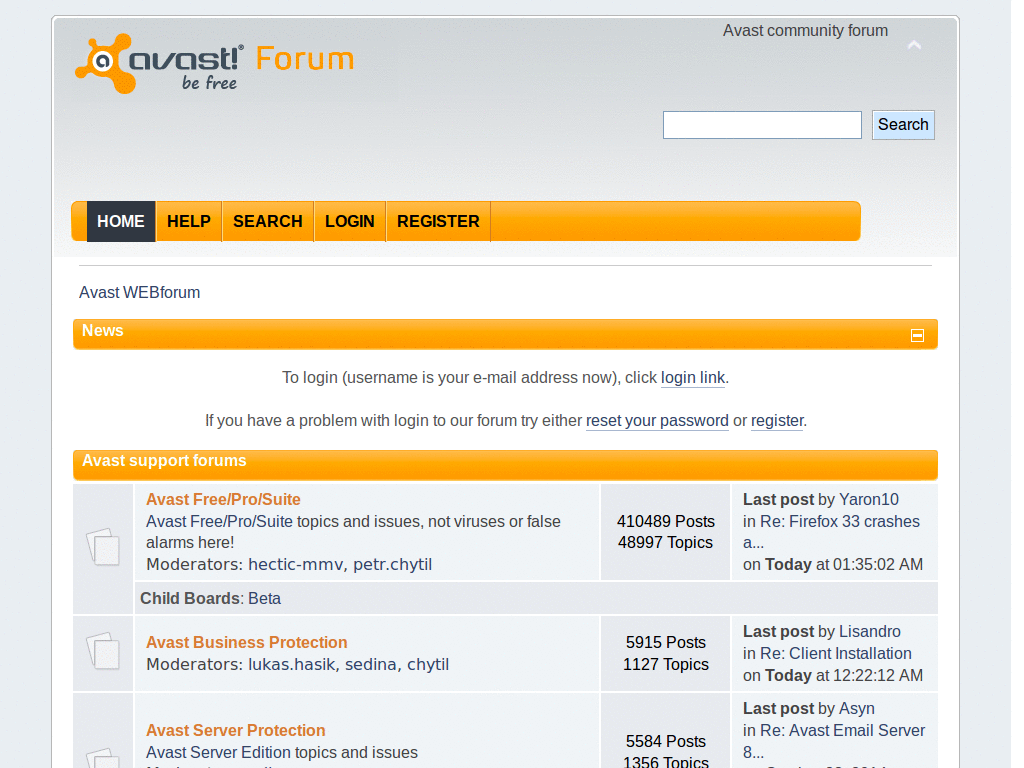 Avast community forum
avast!® Forum
be free
Search
HOME HELP SEARCH LOGIN REGISTER
Avast WEBforum
News
To login (username is your e-mail address now), click login link.
If you have a problem with login to our forum try either reset your password or register.
Avast support forums
Avast Free/Pro/Suite
Avast Free/Pro/Suite topics and issues, not viruses or false
alarms here!
Moderators: hectic-mmv, petr.chytil
410489 Posts
48997 Topics
Last post by Yaron10
in Re: Firefox 33 crashes
a...
on Today at 01:35:02 AM
Child Boards: Beta
Avast Business Protection
Moderators: lukas.hasik, sedina, chytil
5915 Posts
1127 Topics
Last post by Lisandro
in Re: Client Installation
on Today at 12:22:12 AM
Avast Server Protection
Avast Server Edition topics and issues
5584 Posts
1356 Topics
Last post by Asyn
in Re: Avast Email Server
8...